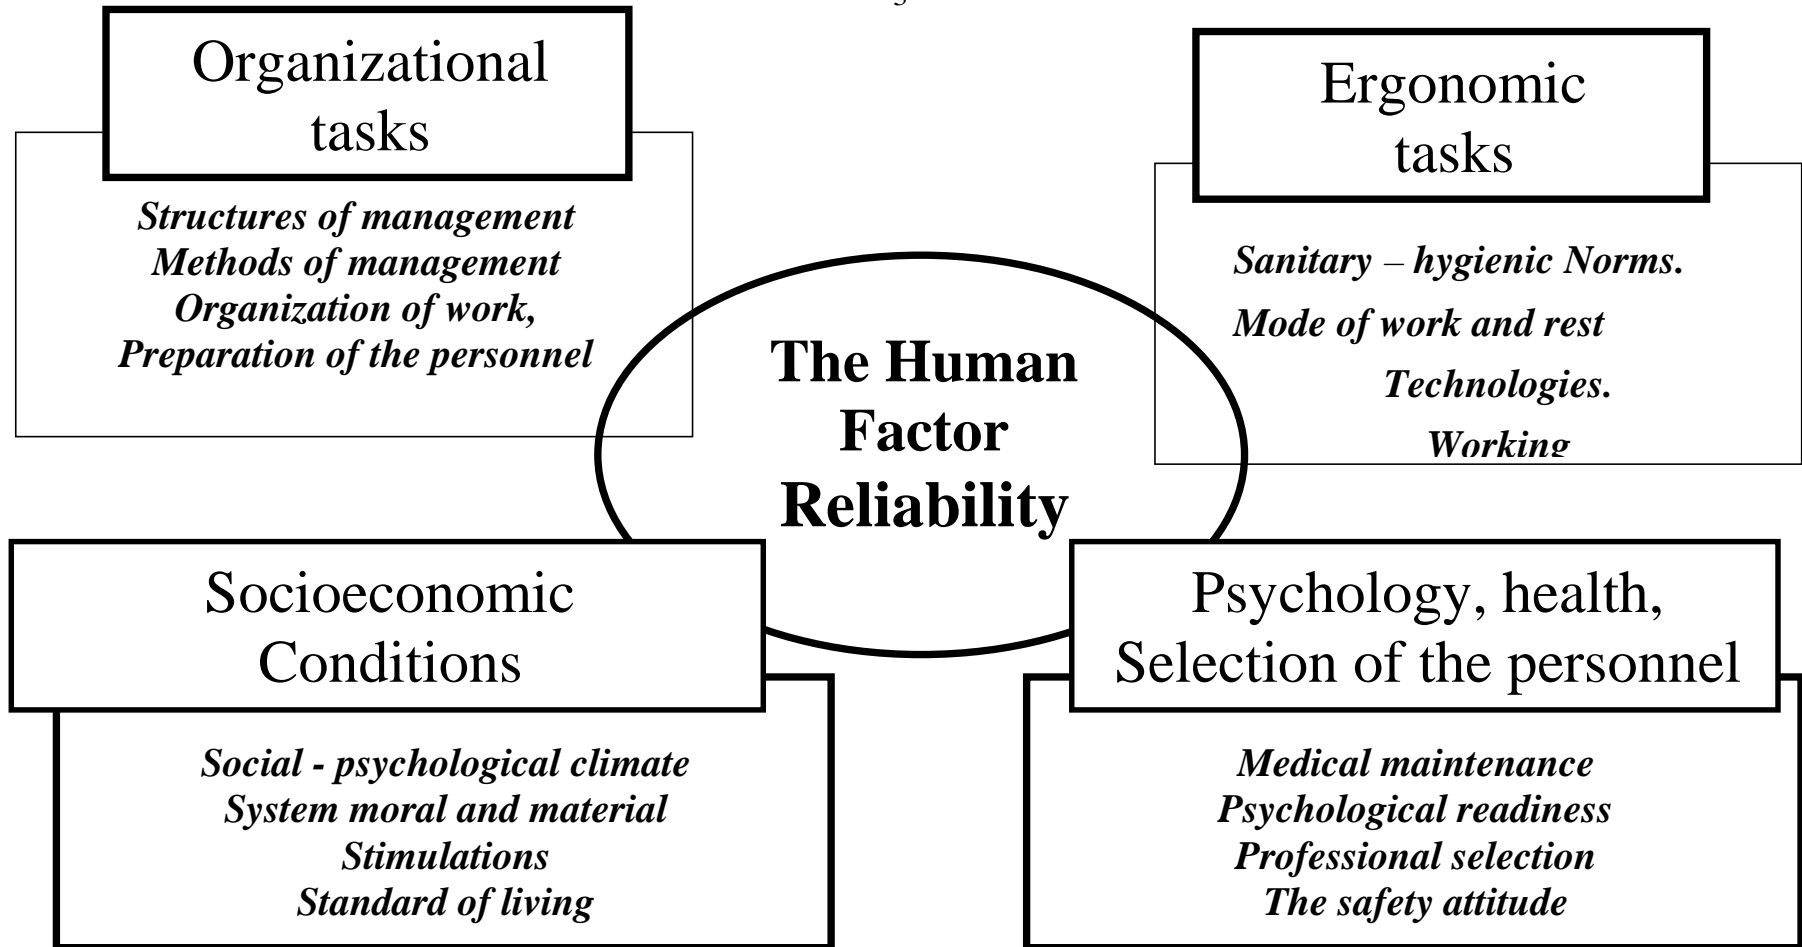 Organizational
tasks
Structures of management
Methods of management
Organization of work,
Preparation of the personnel
Ergonomic
tasks
Sanitary – hygienic Norms.
Mode of work and rest
Technologies.
Working
The Human
Factor
Reliability
Socioeconomic
Conditions
Social - psychological climate
System moral and material
Stimulations
Standard of living
Psychology, health,
Selection of the personnel
Medical maintenance
Psychological readiness
Professional selection
The safety attitude